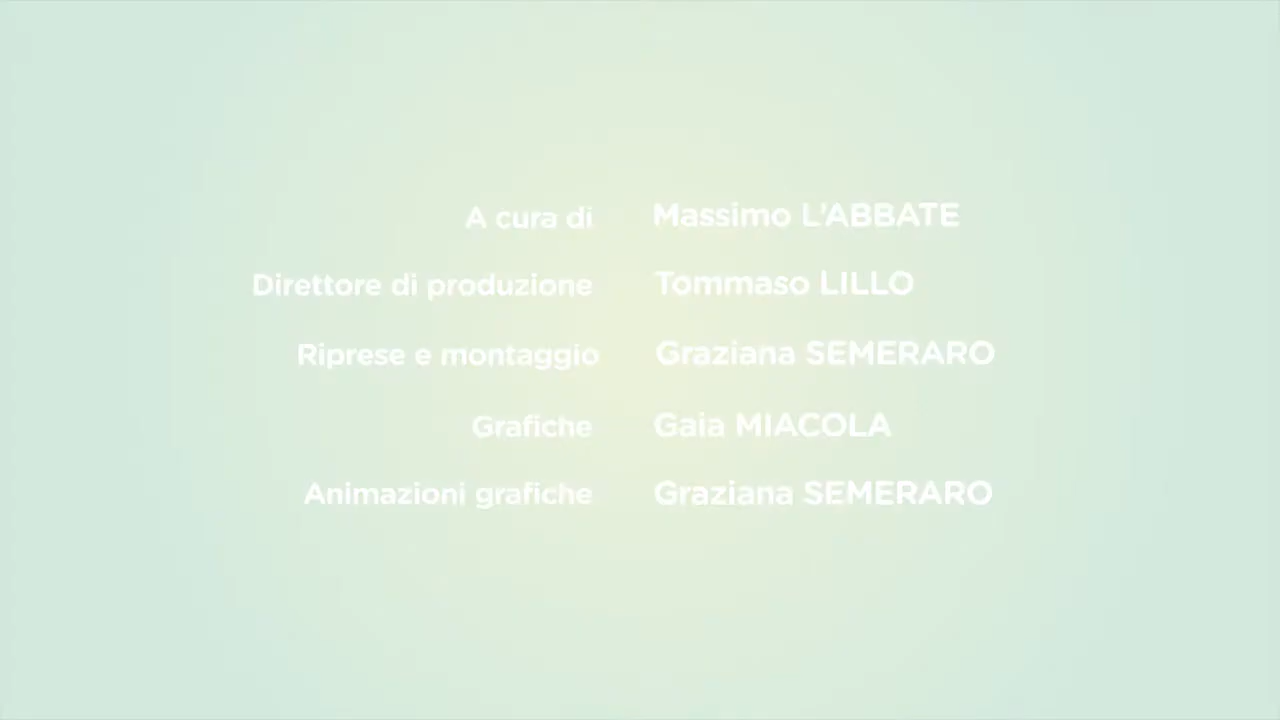 A cura di Massimo L'ABBATE
Direttore di produzione Tommaso LILLO
Riprese e montaggio Graziana SEMERARO
Grafiche Gaia MIACOLA
Animazioni grafiche Graziana SEMERARO